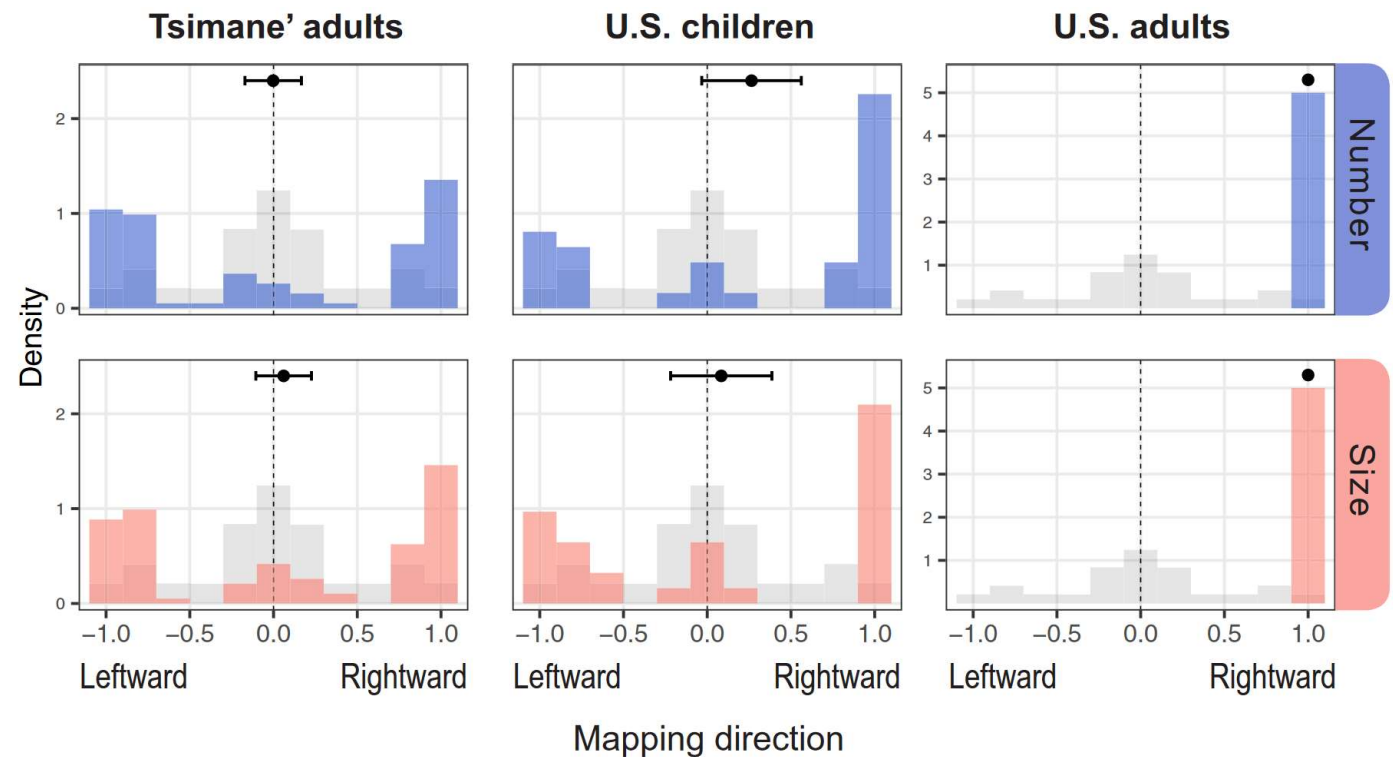 Tsimane’ adults
U.S. children
U.S. adults
2
1
0
5
4
3
2
1
Number
Density
2
1
0
5
4
3
2
1
Size
−1.0 −0.5 0.0 0.5 1.0
−1.0 −0.5 0.0 0.5 1.0
−1.0 −0.5 0.0 0.5 1.0
Leftward Rightward
Leftward Rightward
Leftward Rightward
Mapping direction